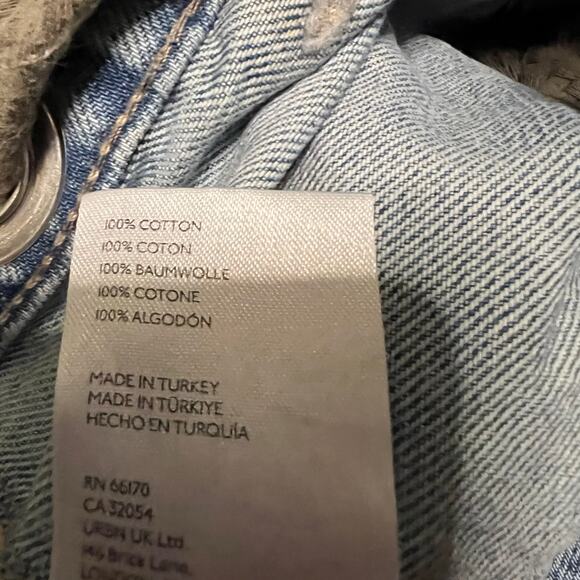 100% COTTON
100% COTON
100% BAUMWOLLE
100% COTONE
100% ALGODÓN
MADE IN TURKEY
MADE IN TÜRKIYE
HECHO EN TURQUÍA
RN 66170
CA 32054
URBN UK Ltd.
146 Brick Lane,